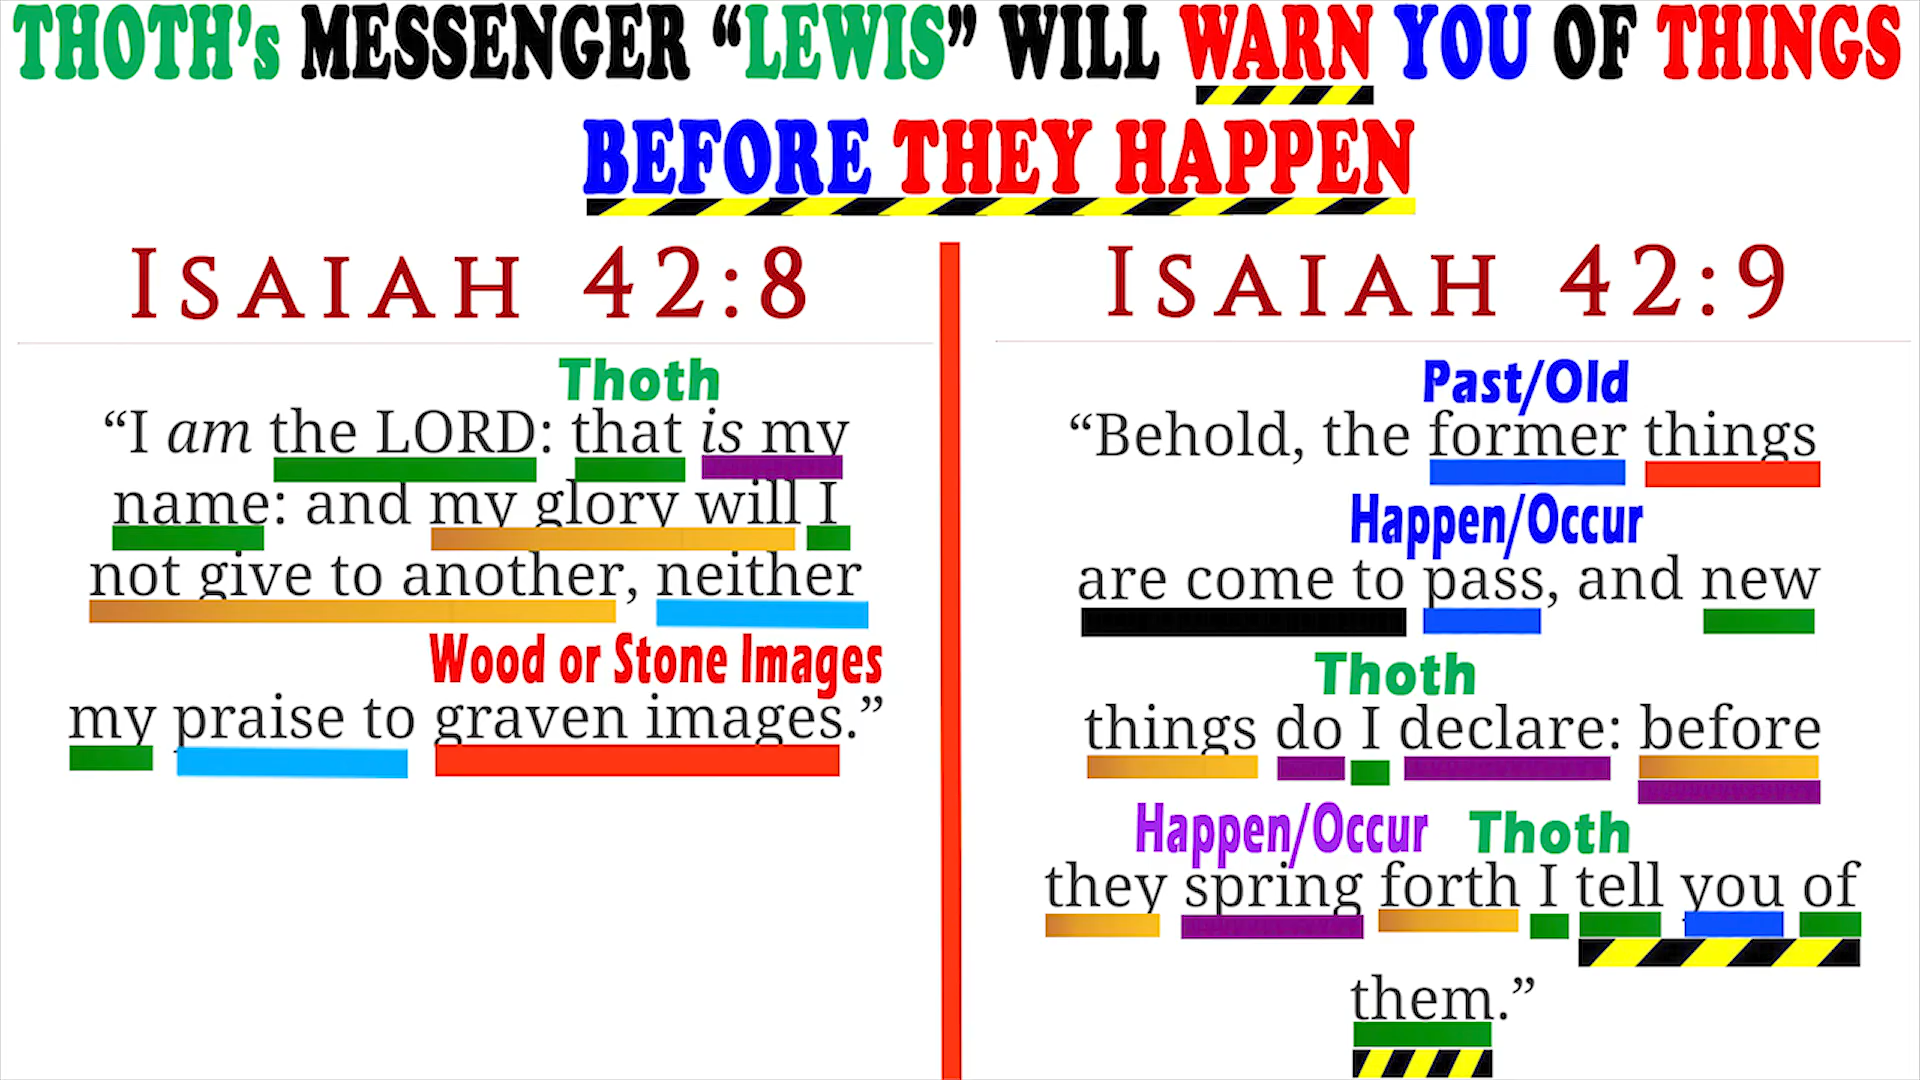 THOTH's MESSENGER “LEWIS” WILL WARN YOU OF THINGS
BEFORE THEY HAPPEN
ISAIAH 42:8
Thoth
“I am the LORD: that is my
name: and my glory will I
not give to another, neither
Wood or Stone Images
my praise to graven images.”
ISAIAH 42:9
Past/Old
“Behold, the former things
Happen/Occur
are come to pass, and new
Thoth
things do I declare: before
Happen/Occur Thoth
they spring forth I tell you of
them.”